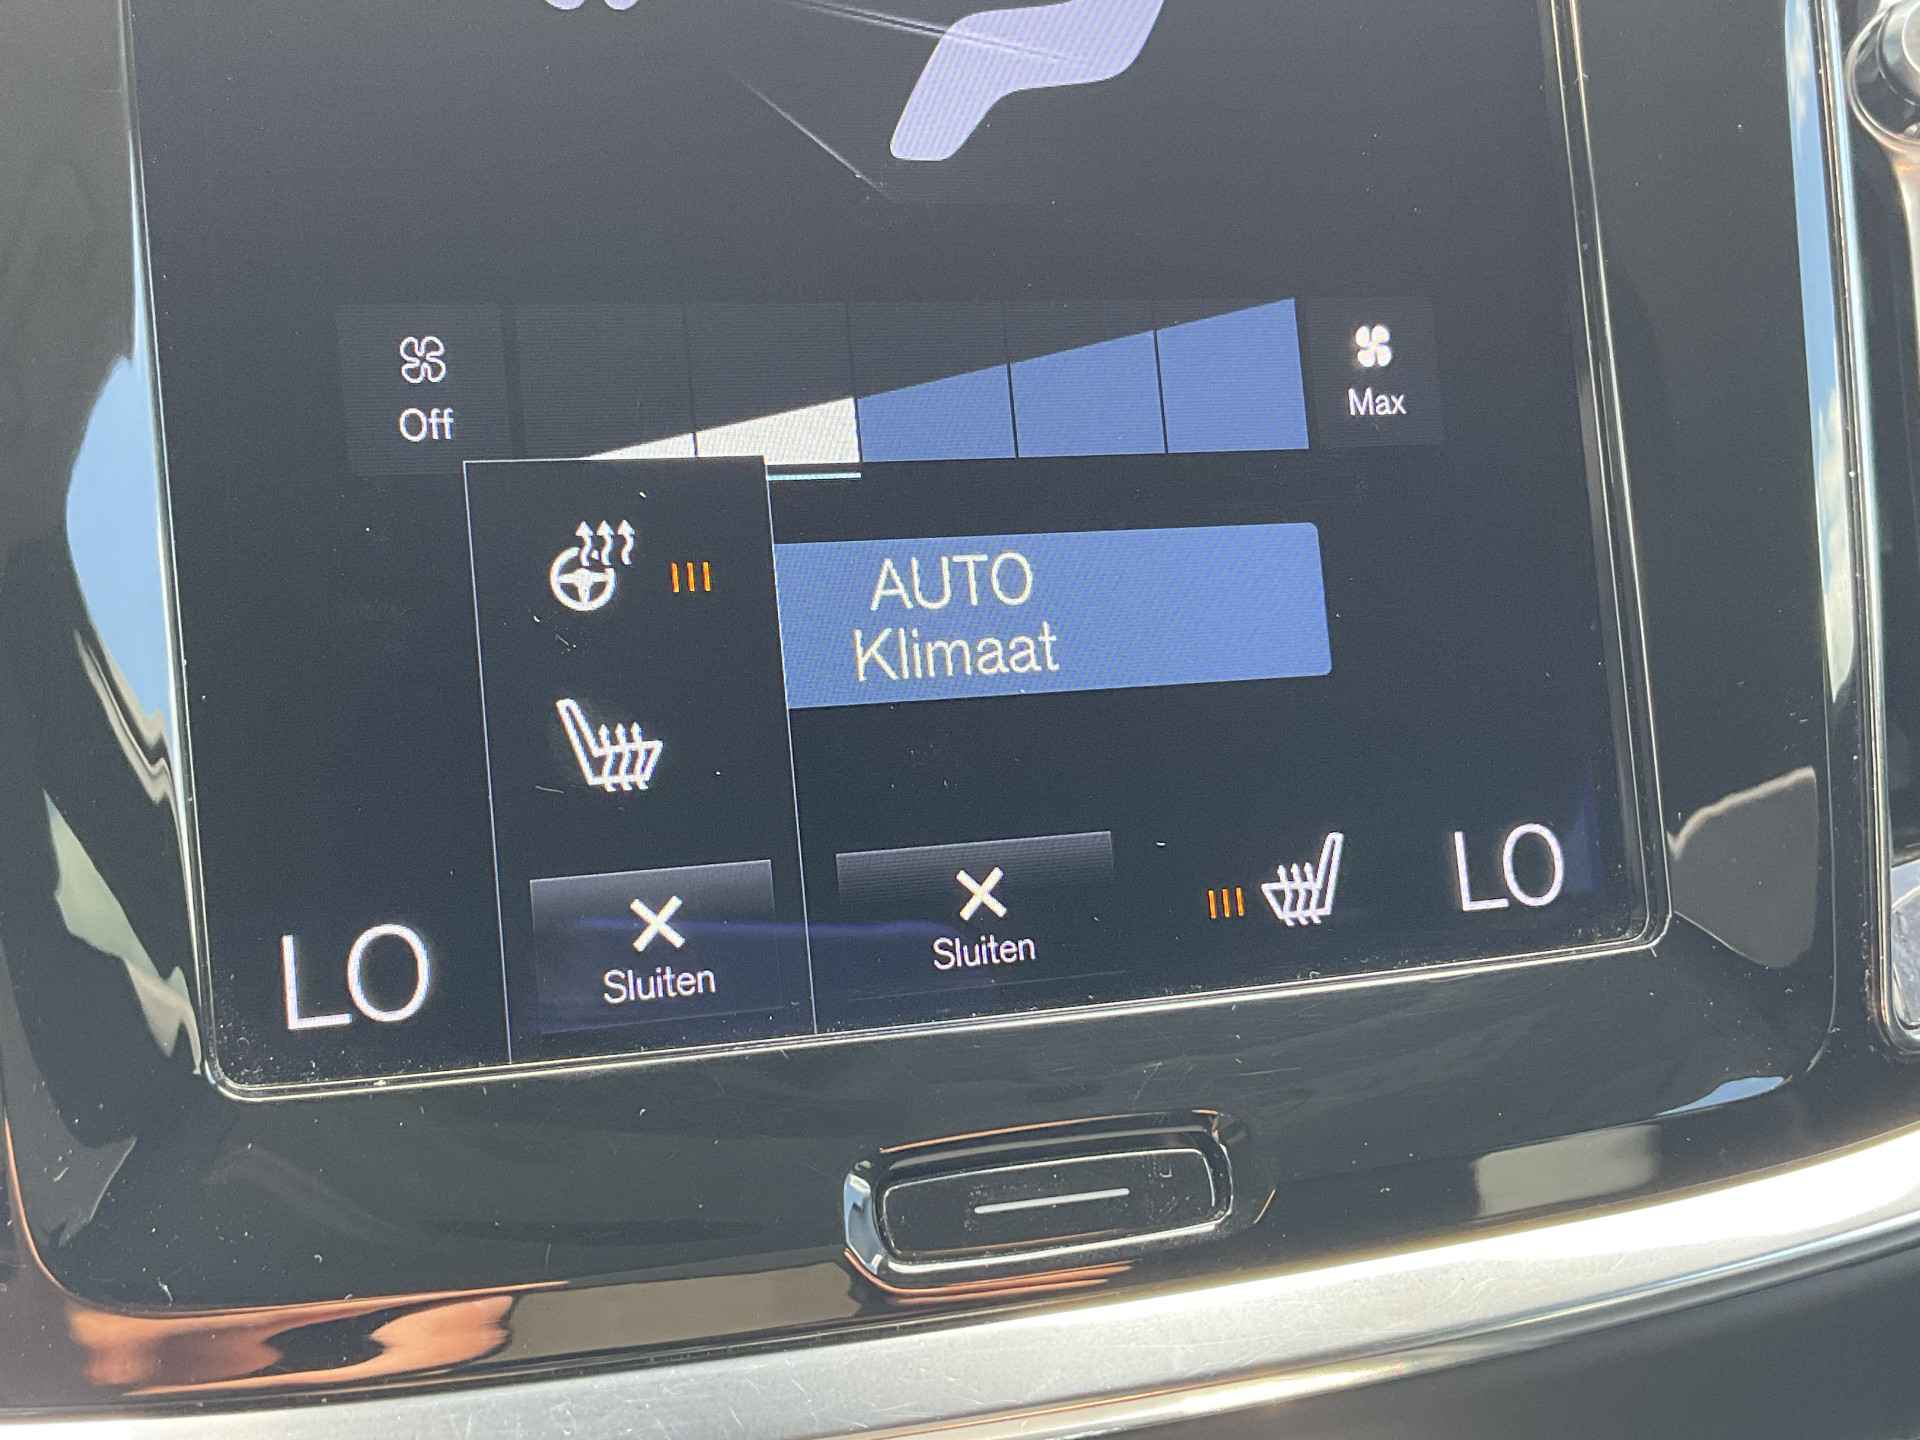 Off
Max
AUTO
Klimaat
LO
Sluiten
Sluiten
LO